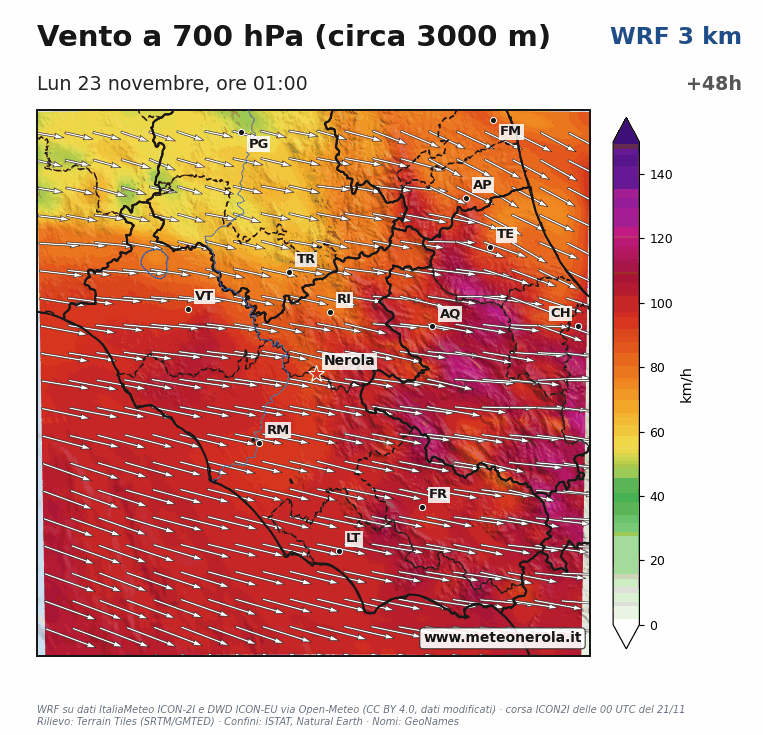 Vento a 700 hPa (circa 3000 m)
WRF 3 km
Lun 23 novembre, ore 01:00
+48h
FM
PG
AP
TE
TR
VT
RI
AQ
CH
Nerola
RM
FR
LT
www.meteonerola.it
140
120
100
80
60
40
20
0
km/h
WRF su dati ItaliaMeteo ICON-2I e DWD ICON-EU via Open-Meteo (CC BY 4.0, dati modificati) · corsa ICON2I delle 00 UTC del 21/11
Rilievo: Terrain Tiles (SRTM/GMTED) · Confini: ISTAT, Natural Earth · Nomi: GeoNames